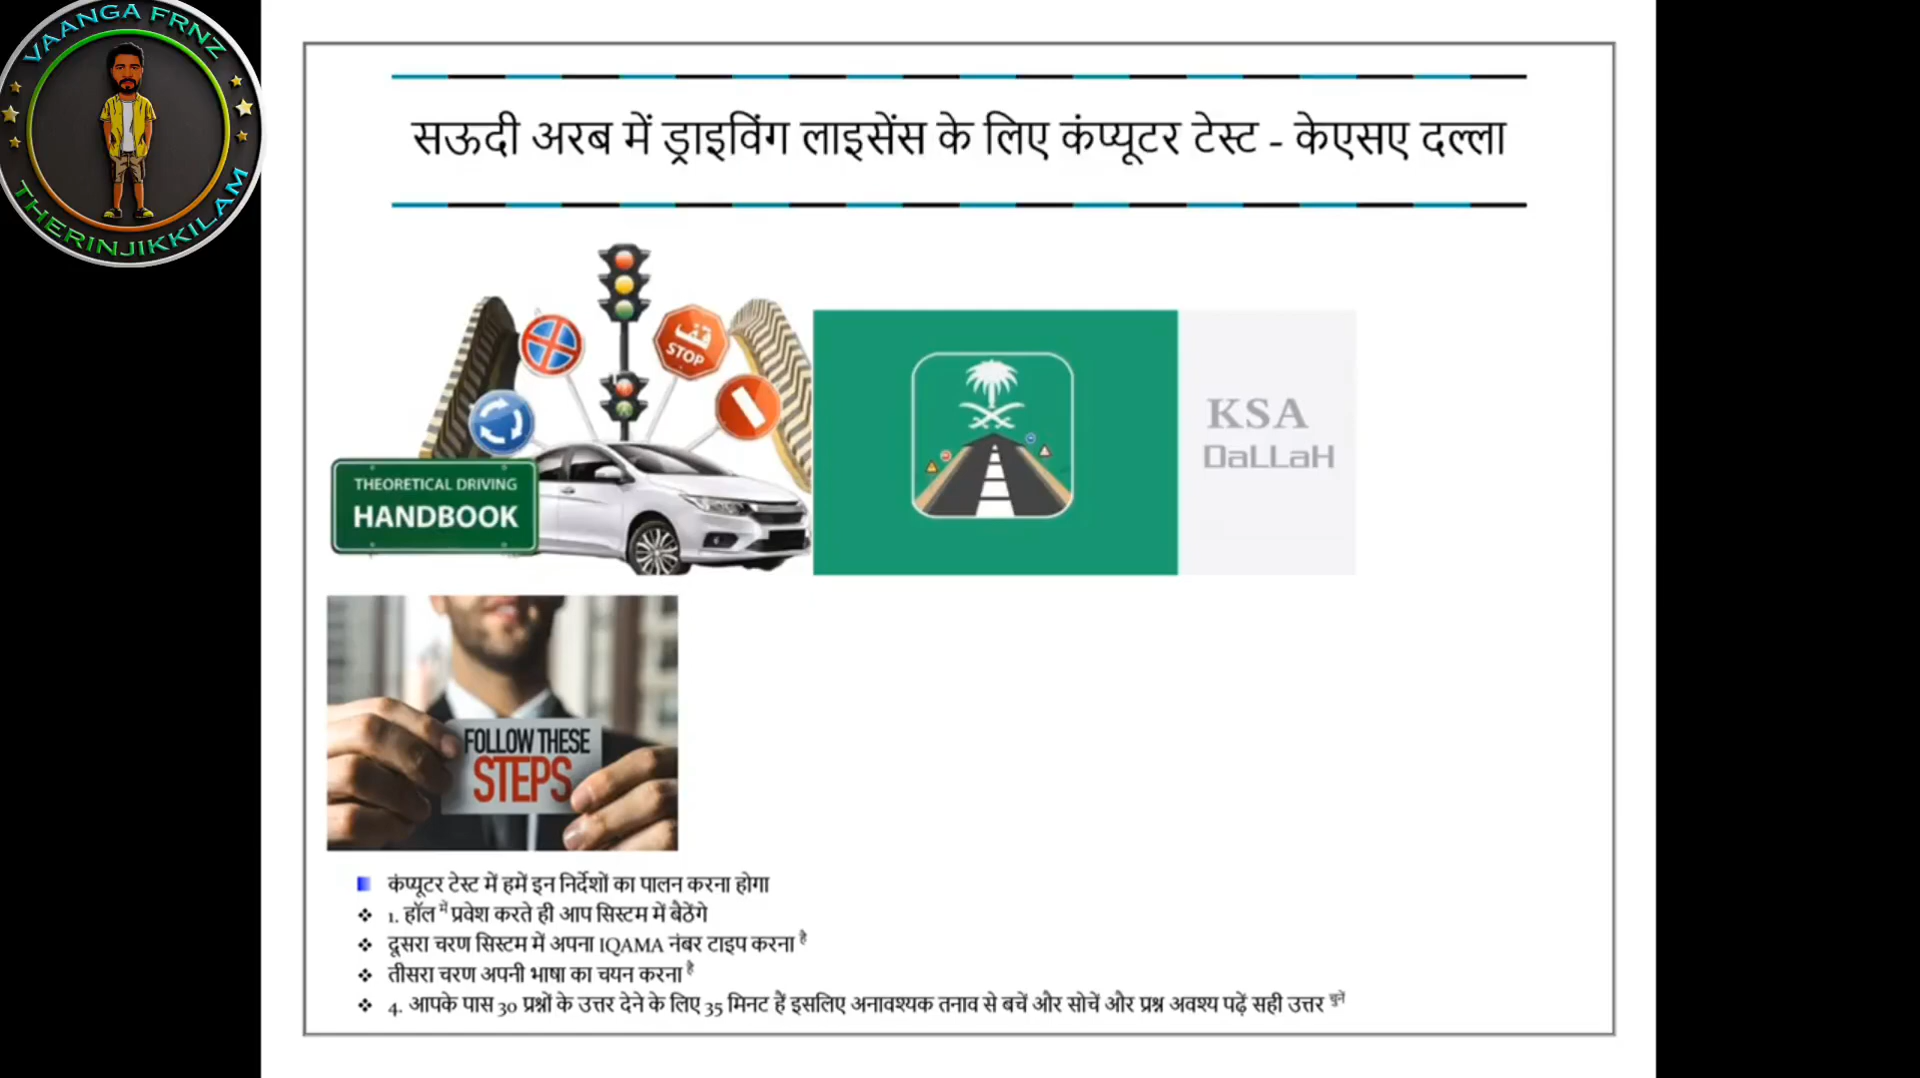 VAANGA FRNZ
THERINJIKKILAM
सऊदी अरब में ड्राइविंग लाइसेंस के लिए कंप्यूटर टेस्ट - केएसए दल्ला
قف
STOP
THEORETICAL DRIVING
HANDBOOK
KSA
DaLLaH
FOLLOW THESE
STEPS
कंप्यूटर टेस्ट में हमें इन निर्देशों का पालन करना होगा
1. हॉल में प्रवेश करते ही आप सिस्टम में बैठेंगे
दूसरा चरण सिस्टम में अपना IQAMA नंबर टाइप करना है
तीसरा चरण अपनी भाषा का चयन करना है
4. आपके पास 30 प्रश्नों के उत्तर देने के लिए 35 मिनट हैं इसलिए अनावश्यक तनाव से बचें और सोचें और प्रश्न अवश्य पढ़ें सही उत्तर चुनें